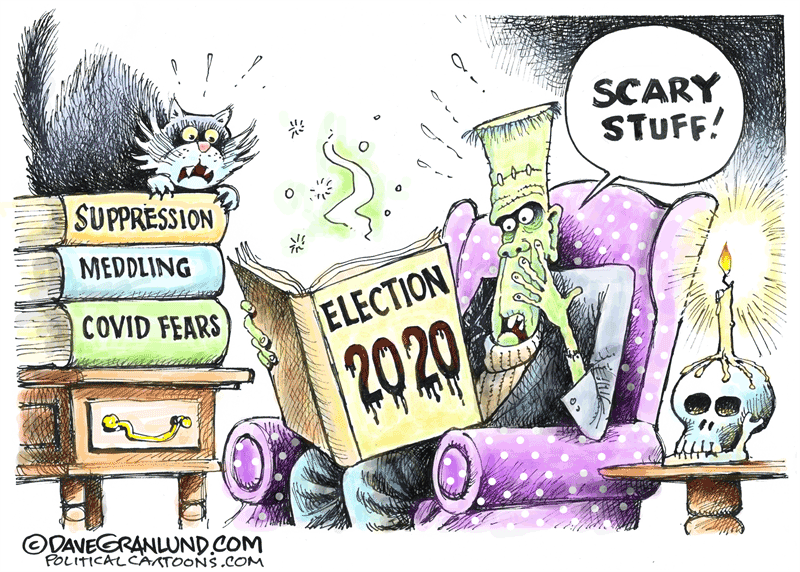 SCARY
STUFF!
SUPPRESSION
MEDDLING
COVID FEARS
ELECTION
2020
©DAVEGRANLUND.COM
POLITICALCARTOONS.COM